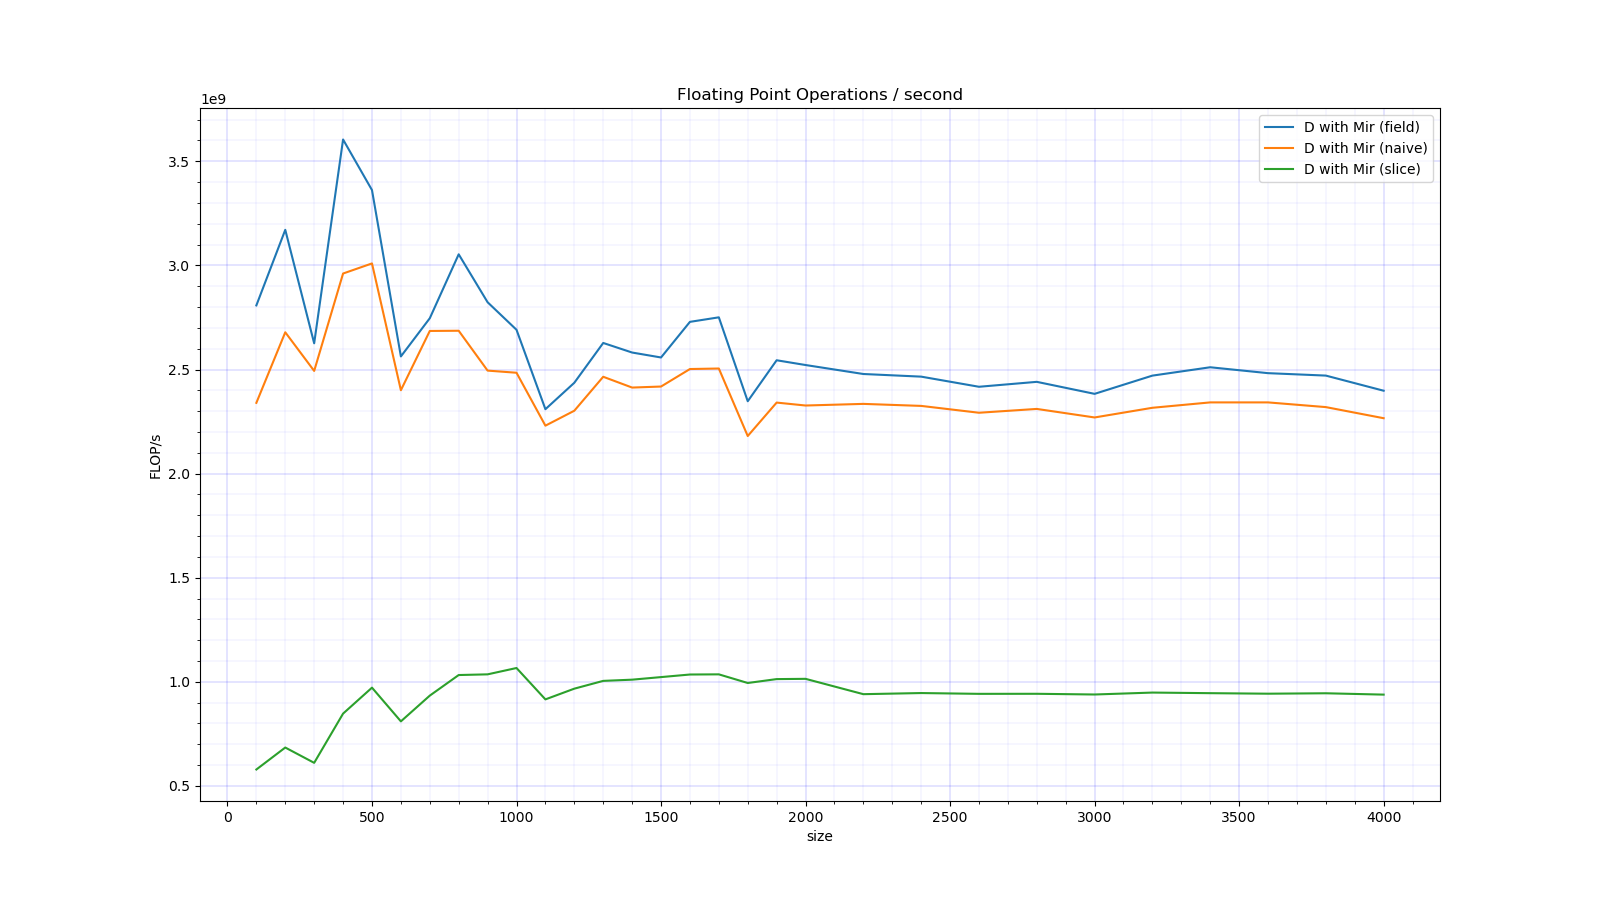 Floating Point Operations / second
1e9
D with Mir (field)
D with Mir (naive)
D with Mir (slice)
3.5
3.0
2.5
2.0
1.5
1.0
0.5
FLOP/s
0 500 1000 1500 2000 2500 3000 3500 4000
size